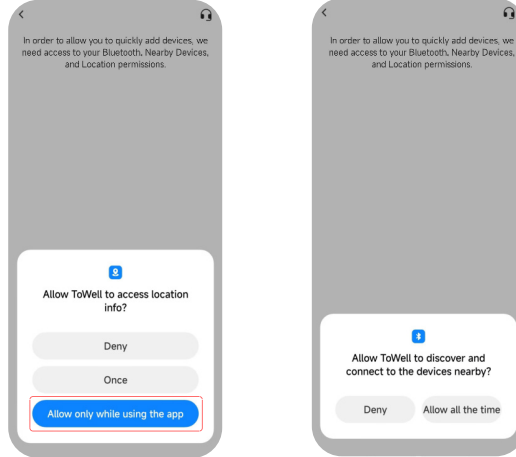 In order to allow you to quickly add devices, we
need access to your Bluetooth, Nearby Devices,
and Location permissions.
Allow ToWell to access location
info?
Deny
Once
Allow only while using the app
In order to allow you to quickly add devices, we
need access to your Bluetooth, Nearby Devices,
and Location permissions.
Allow ToWell to discover and
connect to the devices nearby?
Deny
Allow all the time